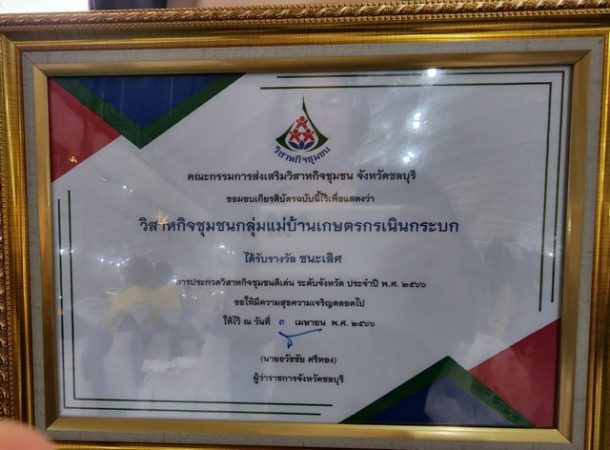 วิสาหกิจชุมชน
คณะกรรมการส่งเสริมวิสาหกิจชุมชน จังหวัดชลบุรี
ขอมอบเกียรติบัตรฉบับนี้ไว้เพื่อแสดงว่า
วิสาหกิจชุมชนกลุ่มแม่บ้านเกษตรกรเนินกระบก
ได้รับรางวัล ชนะเลิศ
การประกวดวิสาหกิจชุมชนดีเด่น ระดับจังหวัด ประจำปี พ.ศ. ๒๕๖๖
ขอให้มีความสุขความเจริญตลอดไป
ให้ไว้ ณ วันที่ ๓ เมษายน พ.ศ. ๒๕๖๖
(นายธวัชชัย ศรีทอง)
ผู้ว่าราชการจังหวัดชลบุรี